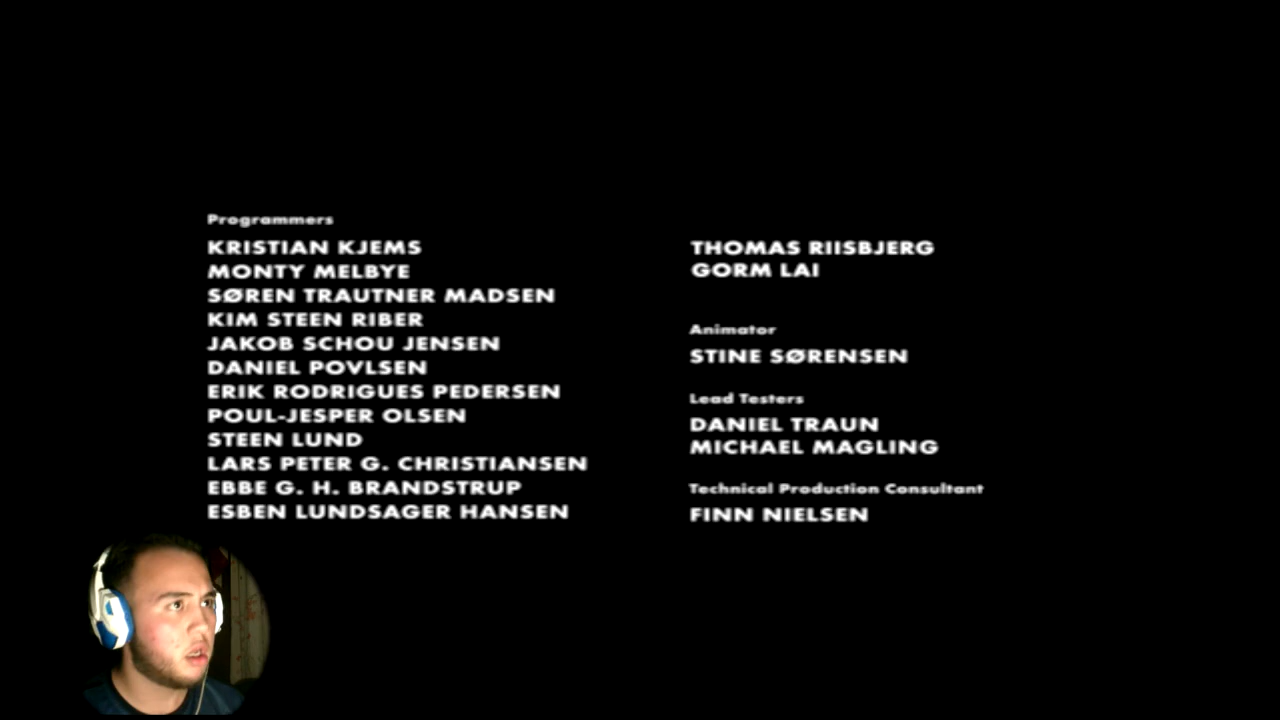 Programmers
KRISTIAN KJEMS
MONTY MELBYE
SØREN TRAUTNER MADSEN
KIM STEEN RIBER
JAKOB SCHOU JENSEN
DANIEL POVLSEN
ERIK RODRIGUES PEDERSEN
POUL-JESPER OLSEN
STEEN LUND
LARS PETER G. CHRISTIANSEN
EBBE G. H. BRANDSTRUP
ESBEN LUNDSAGER HANSEN
THOMAS RIISBJERG
GORM LAI
Animator
STINE SØRENSEN
Lead Testers
DANIEL TRAUN
MICHAEL MAGLING
Technical Production Consultant
FINN NIELSEN